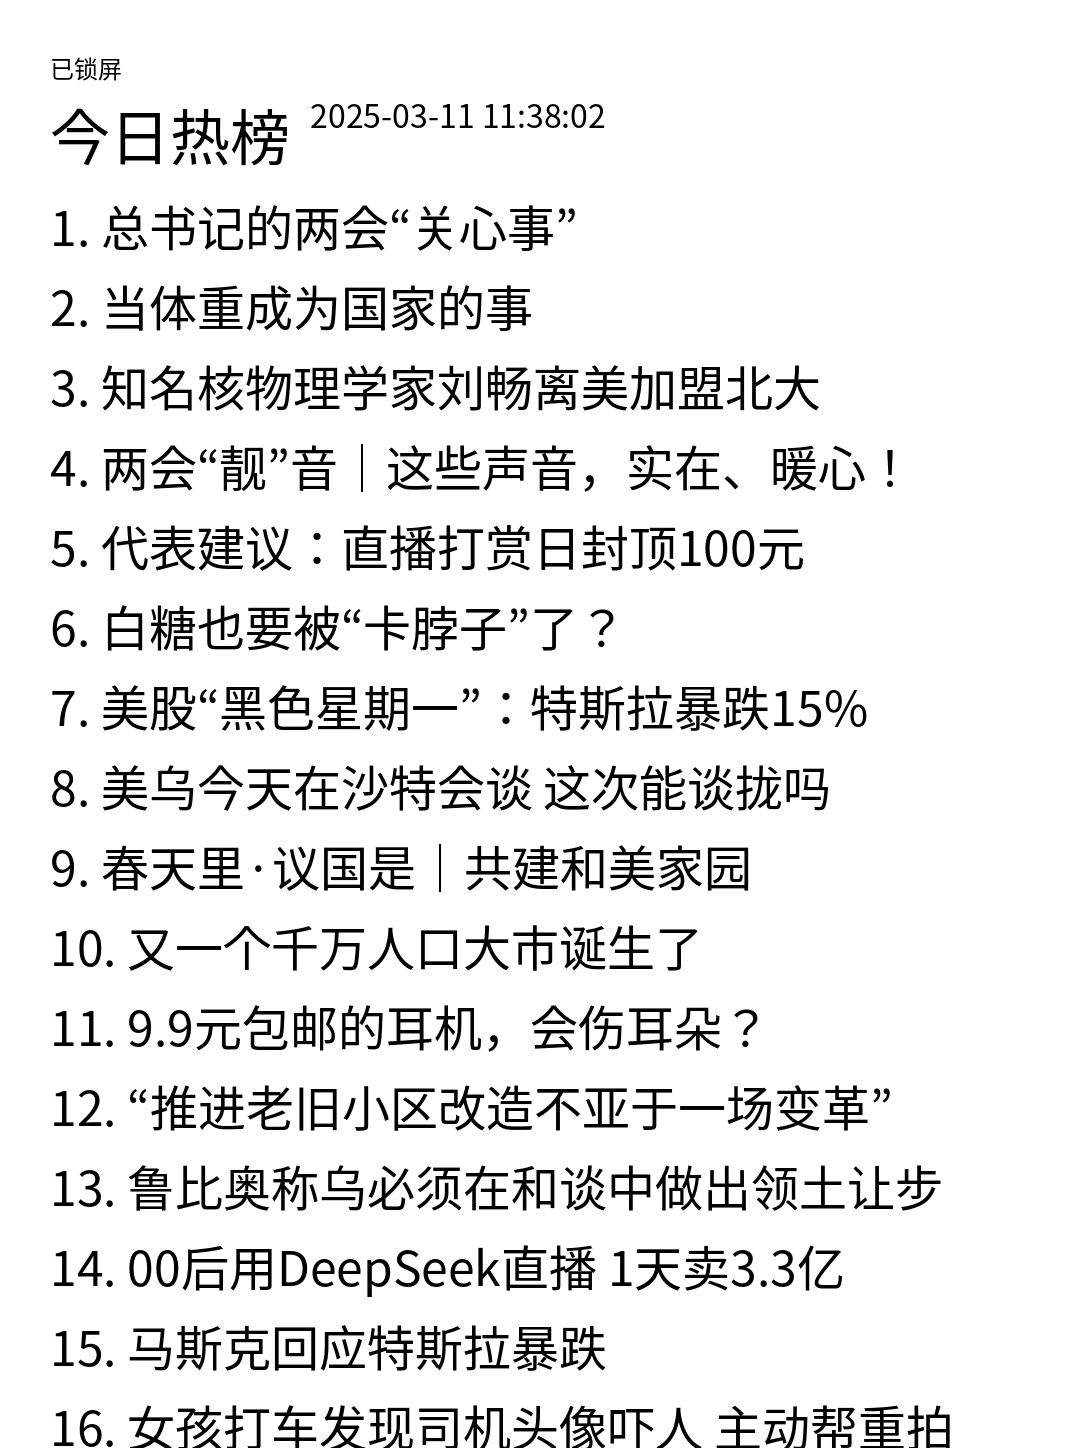 已锁屏
今日热榜 2025-03-11 11:38:02
1. 总书记的两会“关心事”
2. 当体重成为国家的事
3. 知名核物理学家刘畅离美加盟北大
4. 两会“靓”音｜这些声音，实在、暖心！
5. 代表建议：直播打赏日封顶100元
6. 白糖也要被“卡脖子”了？
7. 美股“黑色星期一”：特斯拉暴跌15%
8. 美乌今天在沙特会谈 这次能谈拢吗
9. 春天里·议国是｜共建和美家园
10. 又一个千万人口大市诞生了
11. 9.9元包邮的耳机，会伤耳朵？
12. “推进老旧小区改造不亚于一场变革”
13. 鲁比奥称乌必须在和谈中做出领土让步
14. 00后用DeepSeek直播 1天卖3.3亿
15. 马斯克回应特斯拉暴跌
16. 女孩打车发现司机头像吓人 主动帮重拍